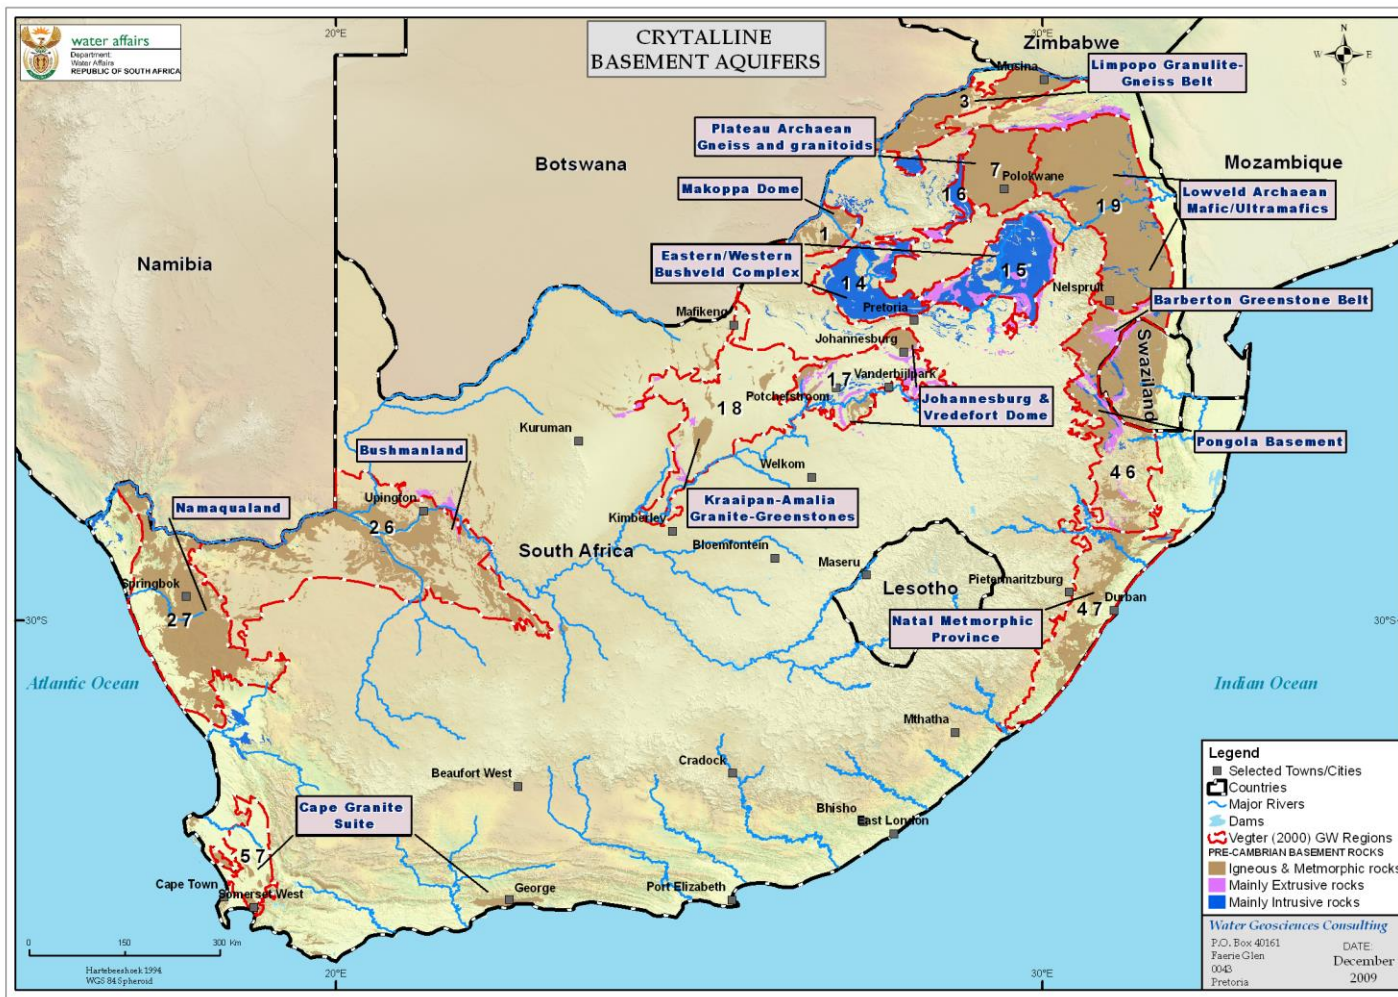 water affairs
Department
Water Affairs
REPUBLIC OF SOUTH AFRICA
20°E
30°E
CRYTALLINE
BASEMENT AQUIFERS
N
W
E
S
Zimbabwe
Musina
Limpopo Granulite-
Gneiss Belt
3
Plateau Archaean
Gneiss and granitoids
Botswana
7
Polokwane
Mozambique
Makoppa Dome
16
19
Lowveld Archaean
Mafic/Ultramafics
1
Namibia
Eastern/Western
Bushveld Complex
14
15
Nelspruit
Barberton Greenstone Belt
Mafikeng
Pretoria
Johannesburg
Swaziland
17
Vanderbijlpark
Potchefstroom
18
Johannesburg &
Vredefort Dome
Kuruman
Bushmanland
Pongola Basement
Welkom
46
Upington
Namaqualand
Kraaipan-Amalia
Granite-Greenstones
26
Kimberley
South Africa
Bloemfontein
Maseru
Springbok
Lesotho
Pietermaritzburg
Durban
27
47
30°S
30°S
Natal Metmorphic
Province
Atlantic Ocean
Indian Ocean
Mthatha
Cradock
Beaufort West
Cape Granite
Suite
Bhisho
East London
57
Cape Town
Somerset West
George
Port Elizabeth
0
150
300 Km
Hartebeeshoek 1994
WGS 84 Spheroid
20°E
30°E
Legend
Selected Towns/Cities
Countries
Major Rivers
Dams
Vegter (2000) GW Regions
PRE-CAMBRIAN BASEMENT ROCKS
Igneous & Metmorphic rocks
Mainly Extrusive rocks
Mainly Intrusive rocks
Water Geosciences Consulting
P.O. Box 40161
Faerie Glen
0043
Pretoria
DATE:
December
2009